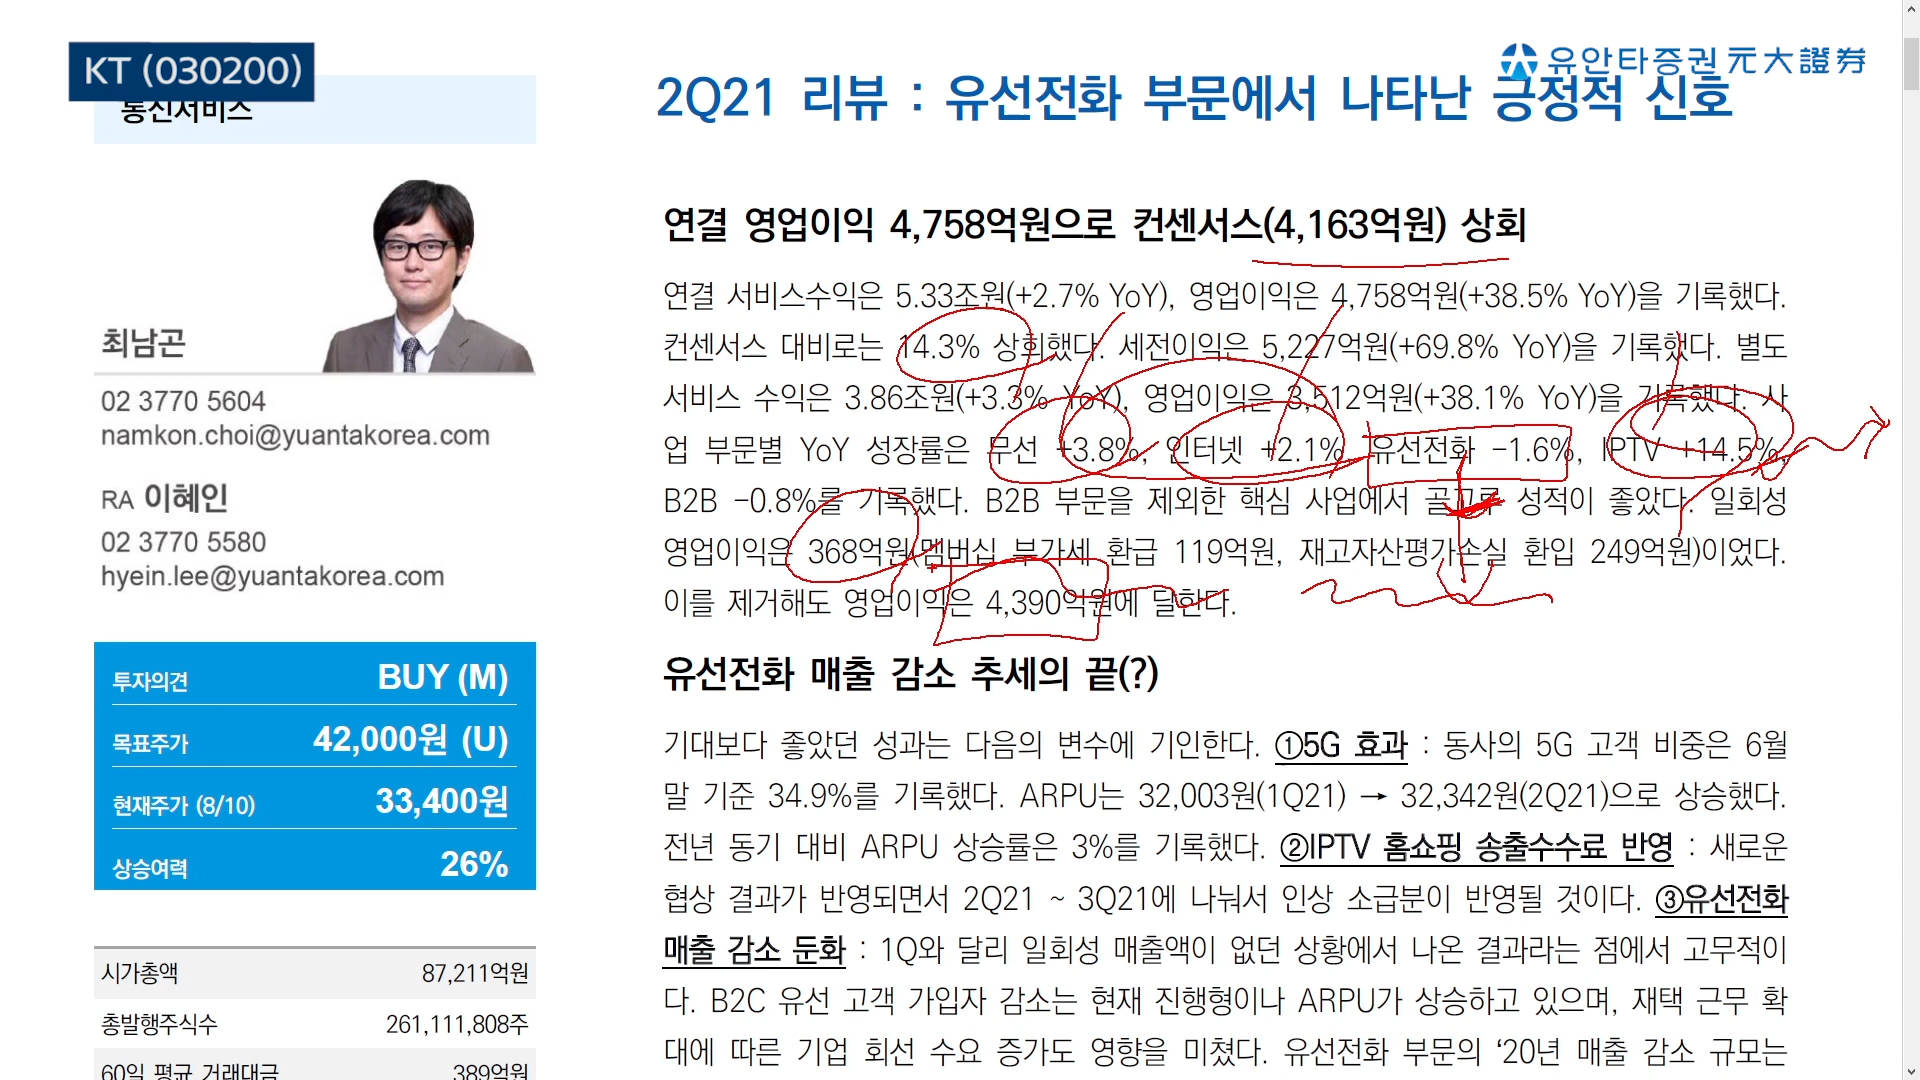 KT (030200)
통신서비스
유안타증권 元大證券
2Q21 리뷰 : 유선전화 부문에서 나타난 긍정적 신호
최남곤
02 3770 5604
namkon.choi@yuantakorea.com
RA 이혜인
02 3770 5580
hyein.lee@yuantakorea.com
투자의견 BUY (M)
목표주가 42,000원 (U)
현재주가 (8/10) 33,400원
상승여력 26%
시가총액 87,211억원
총발행주식수 261,111,808주
60일 평균 거래대금 389억원
연결 영업이익 4,758억원으로 컨센서스(4,163억원) 상회
연결 서비스수익은 5.33조원(+2.7% YoY), 영업이익은 4,758억원(+38.5% YoY)을 기록했다.
컨센서스 대비로는 14.3% 상회했다. 세전이익은 5,227억원(+69.8% YoY)을 기록했다. 별도
서비스 수익은 3.86조원(+3.3% YoY), 영업이익은 3,512억원(+38.1% YoY)을 기록했다. 사
업 부문별 YoY 성장률은 무선 +3.8%, 인터넷 +2.1% 유선전화 -1.6%, IPTV +14.5%,
B2B -0.8%를 기록했다. B2B 부문을 제외한 핵심 사업에서 골고루 성적이 좋았다. 일회성
영업이익은 368억원(멤버십 부가세 환급 119억원, 재고자산평가손실 환입 249억원)이었다.
이를 제거해도 영업이익은 4,390억원에 달한다.
유선전화 매출 감소 추세의 끝(?)
기대보다 좋았던 성과는 다음의 변수에 기인한다. ①5G 효과 : 동사의 5G 고객 비중은 6월
말 기준 34.9%를 기록했다. ARPU는 32,003원(1Q21) → 32,342원(2Q21)으로 상승했다.
전년 동기 대비 ARPU 상승률은 3%를 기록했다. ②IPTV 홈쇼핑 송출수수료 반영 : 새로운
협상 결과가 반영되면서 2Q21 ~ 3Q21에 나눠서 인상 소급분이 반영될 것이다. ③유선전화
매출 감소 둔화 : 1Q와 달리 일회성 매출액이 없던 상황에서 나온 결과라는 점에서 고무적이
다. B2C 유선 고객 가입자 감소는 현재 진행형이나 ARPU가 상승하고 있으며, 재택 근무 확
대에 따른 기업 회선 수요 증가도 영향을 미쳤다. 유선전화 부문의 ‘20년 매출 감소 규모는